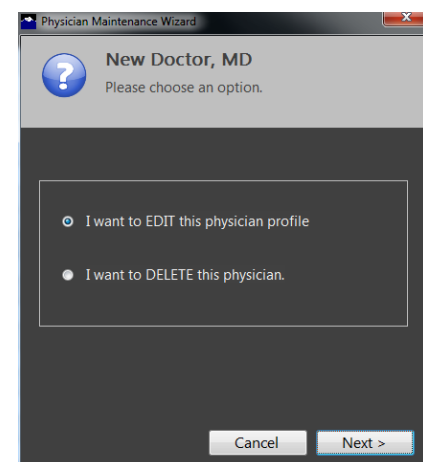 Physician Maintenance Wizard
New Doctor, MD
Please choose an option.
I want to EDIT this physician profile
I want to DELETE this physician.
Cancel
Next >